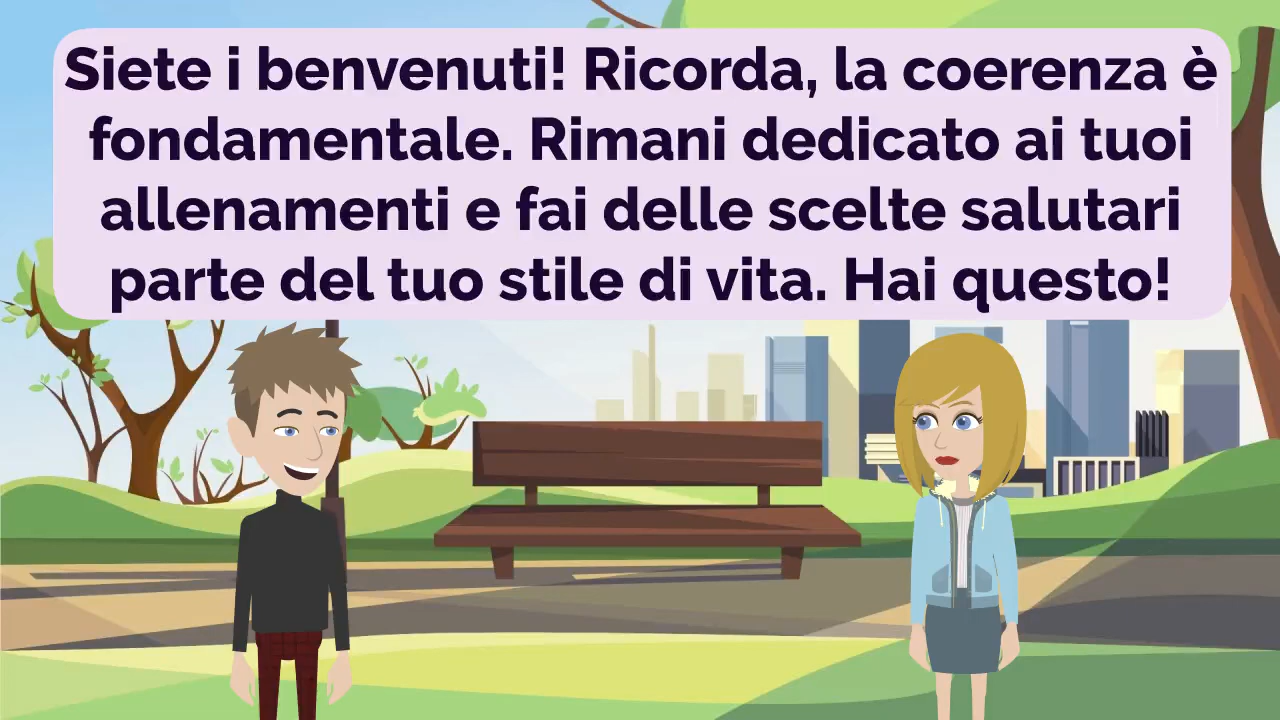 Siete i benvenuti! Ricorda, la coerenza è
fondamentale. Rimani dedicato ai tuoi
allenamenti e fai delle scelte salutari
parte del tuo stile di vita. Hai questo!